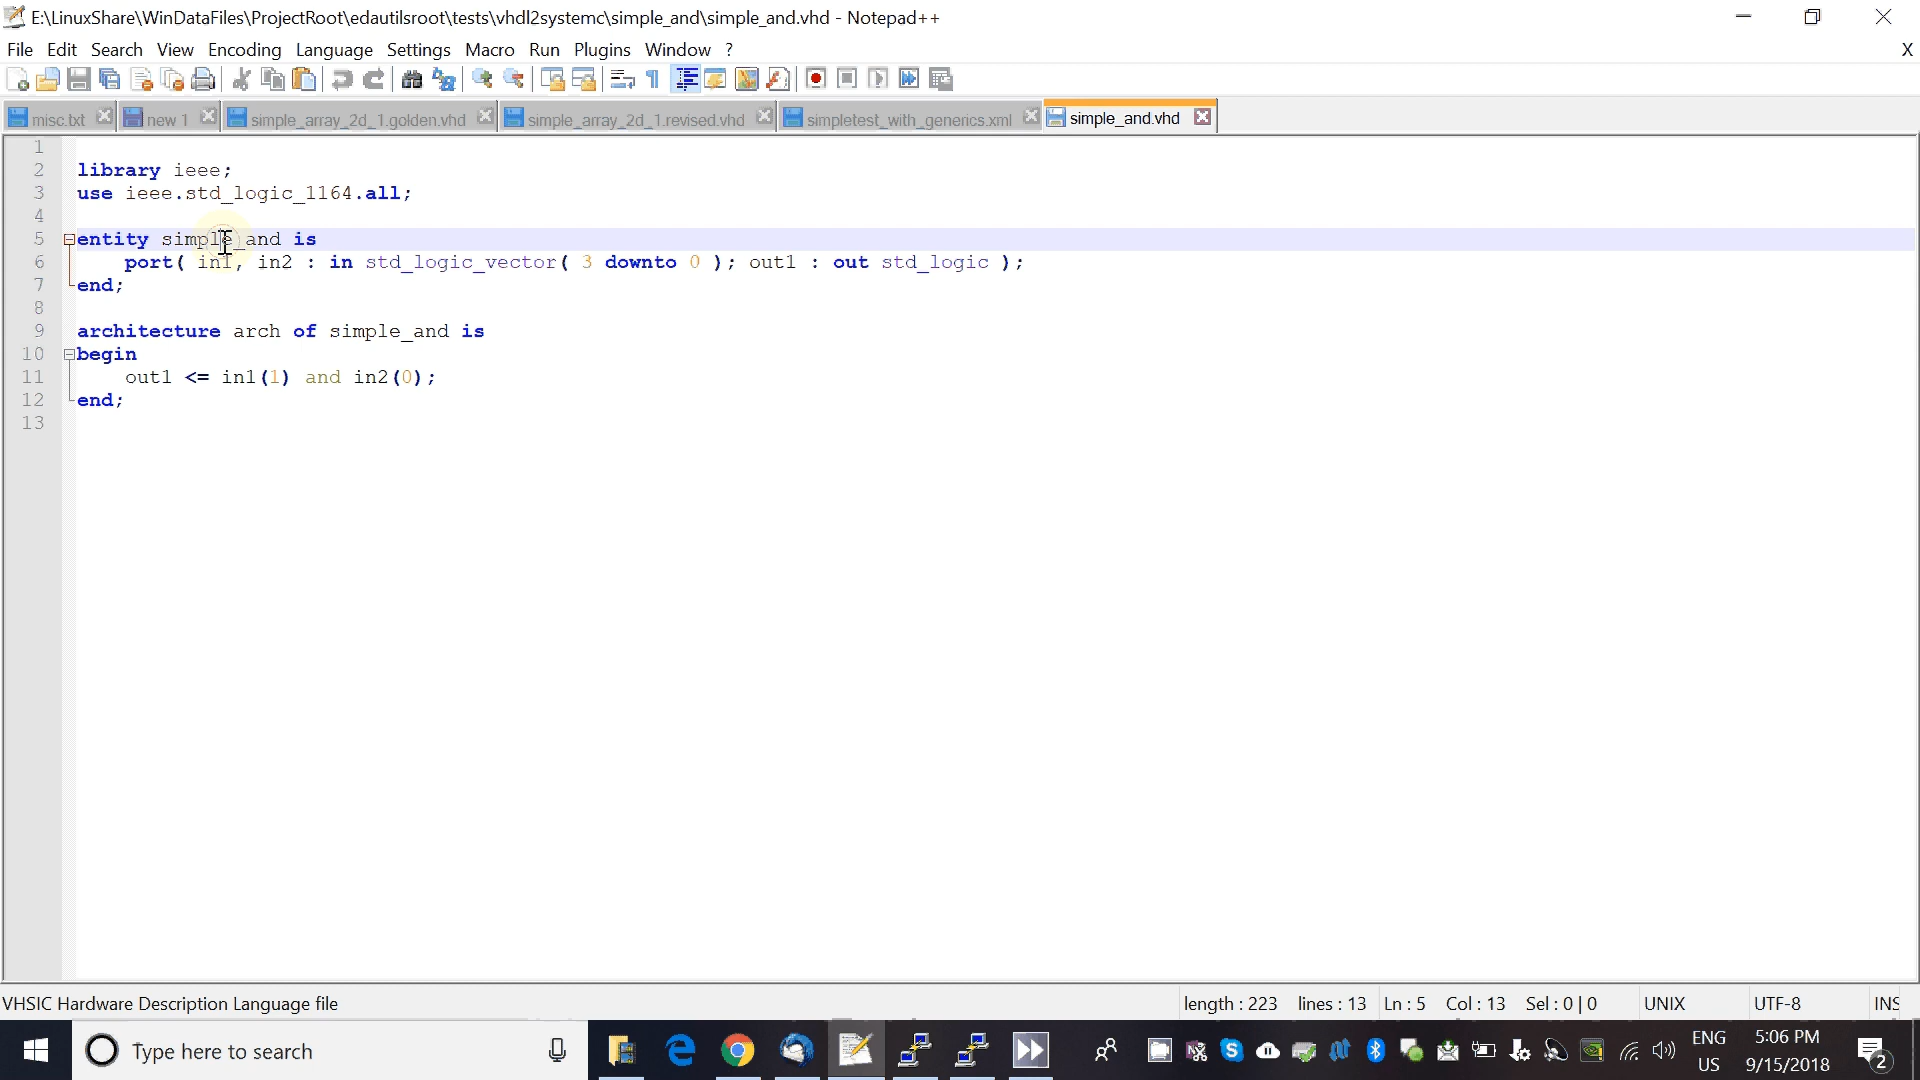 E:\LinuxShare\WinDataFiles\ProjectRoot\edautilsroot\tests\vhdl2systemc\simple_and\simple_and.vhd - Notepad++
File Edit Search View Encoding Language Settings Macro Run Plugins Window ? X
misc.txt new 1 simple_array_2d_1.golden.vhd simple_array_2d_1.revised.vhd simpletest_with_generics.xml simple_and.vhd
1
2 library ieee;
3 use ieee.std_logic_1164.all;
4
5 entity simple_and is
6 port( in1, in2 : in std_logic_vector( 3 downto 0 ); out1 : out std_logic );
7 end;
8
9 architecture arch of simple_and is
10 begin
11 out1 <= in1(1) and in2(0);
12 end;
13
VHSIC Hardware Description Language file length : 223 lines : 13 Ln : 5 Col : 13 Sel : 0 | 0 UNIX UTF-8 INS
Type here to search ENG 5:06 PM
US 9/15/2018 2